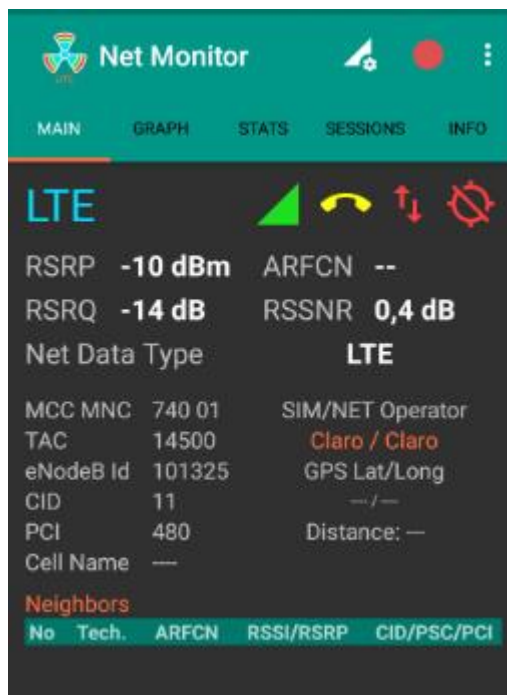 Net Monitor
MAIN GRAPH STATS SESSIONS INFO
LTE
RSRP -10 dBm ARFCN --
RSRQ -14 dB RSSNR 0,4 dB
Net Data Type LTE
MCC MNC 740 01 SIM/NET Operator
TAC 14500 Claro / Claro
eNodeB Id 101325 GPS Lat/Long
CID 11 ---/---
PCI 480 Distance: ---
Cell Name ----
Neighbors
No Tech. ARFCN RSSI/RSRP CID/PSC/PCI